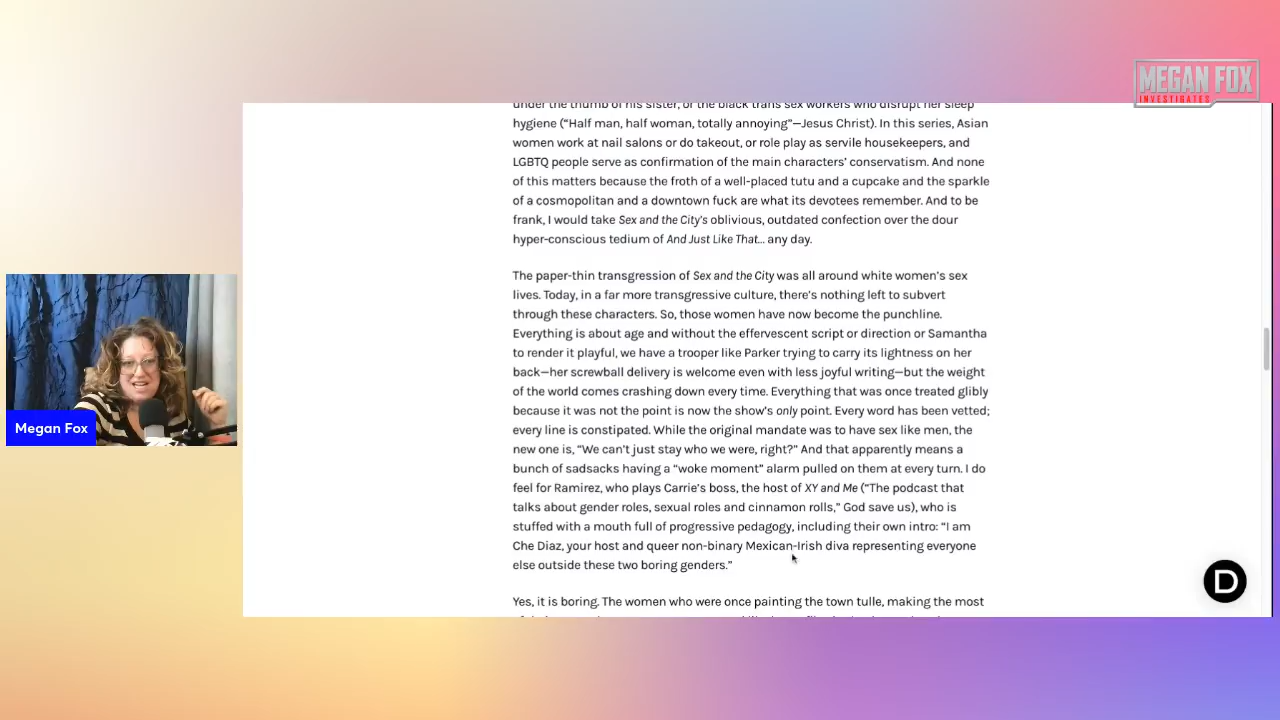 MEGAN FOX
INVESTIGATES
under the thumb of his sister, or the black trans sex workers who disrupt her sleep
hygiene (“Half man, half woman, totally annoying”—Jesus Christ). In this series, Asian
women work at nail salons or do takeout, or role play as servile housekeepers, and
LGBTQ people serve as confirmation of the main characters’ conservatism. And none
of this matters because the froth of a well-placed tutu and a cupcake and the sparkle
of a cosmopolitan and a downtown fuck are what its devotees remember. And to be
frank, I would take Sex and the City’s oblivious, outdated confection over the dour
hyper-conscious tedium of And Just Like That… any day.
The paper-thin transgression of Sex and the City was all around white women’s sex
lives. Today, in a far more transgressive culture, there’s nothing left to subvert
through these characters. So, those women have now become the punchline.
Everything is about age and without the effervescent script or direction or Samantha
to render it playful, we have a trooper like Parker trying to carry its lightness on her
back—her screwball delivery is welcome even with less joyful writing—but the weight
of the world comes crashing down every time. Everything that was once treated glibly
because it was not the point is now the show’s only point. Every word has been vetted;
every line is constipated. While the original mandate was to have sex like men, the
new one is, “We can’t just stay who we were, right?” And that apparently means a
bunch of sadsacks having a “woke moment” alarm pulled on them at every turn. I do
feel for Ramirez, who plays Carrie’s boss, the host of XY and Me (“The podcast that
talks about gender roles, sexual roles and cinnamon rolls,” God save us), who is
stuffed with a mouth full of progressive pedagogy, including their own intro: “I am
Che Diaz, your host and queer non-binary Mexican-Irish diva representing everyone
else outside these two boring genders.”
Yes, it is boring. The women who were once painting the town tulle, making the most
Megan Fox
D